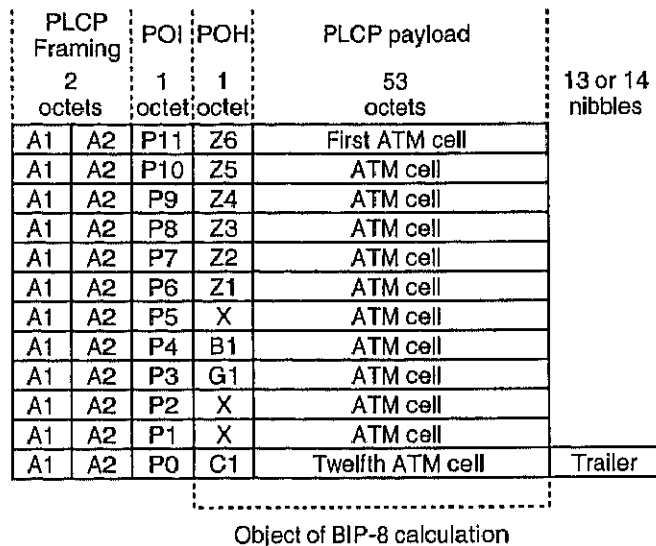 PLCP Framing POI POH PLCP payload
2 octets 1 octet 1 octet 53 octets 13 or 14 nibbles
A1 A2 P11 Z6 First ATM cell
A1 A2 P10 Z5 ATM cell
A1 A2 P9 Z4 ATM cell
A1 A2 P8 Z3 ATM cell
A1 A2 P7 Z2 ATM cell
A1 A2 P6 Z1 ATM cell
A1 A2 P5 X ATM cell
A1 A2 P4 B1 ATM cell
A1 A2 P3 G1 ATM cell
A1 A2 P2 X ATM cell
A1 A2 P1 X ATM cell
A1 A2 P0 C1 Twelfth ATM cell Trailer
Object of BIP-8 calculation